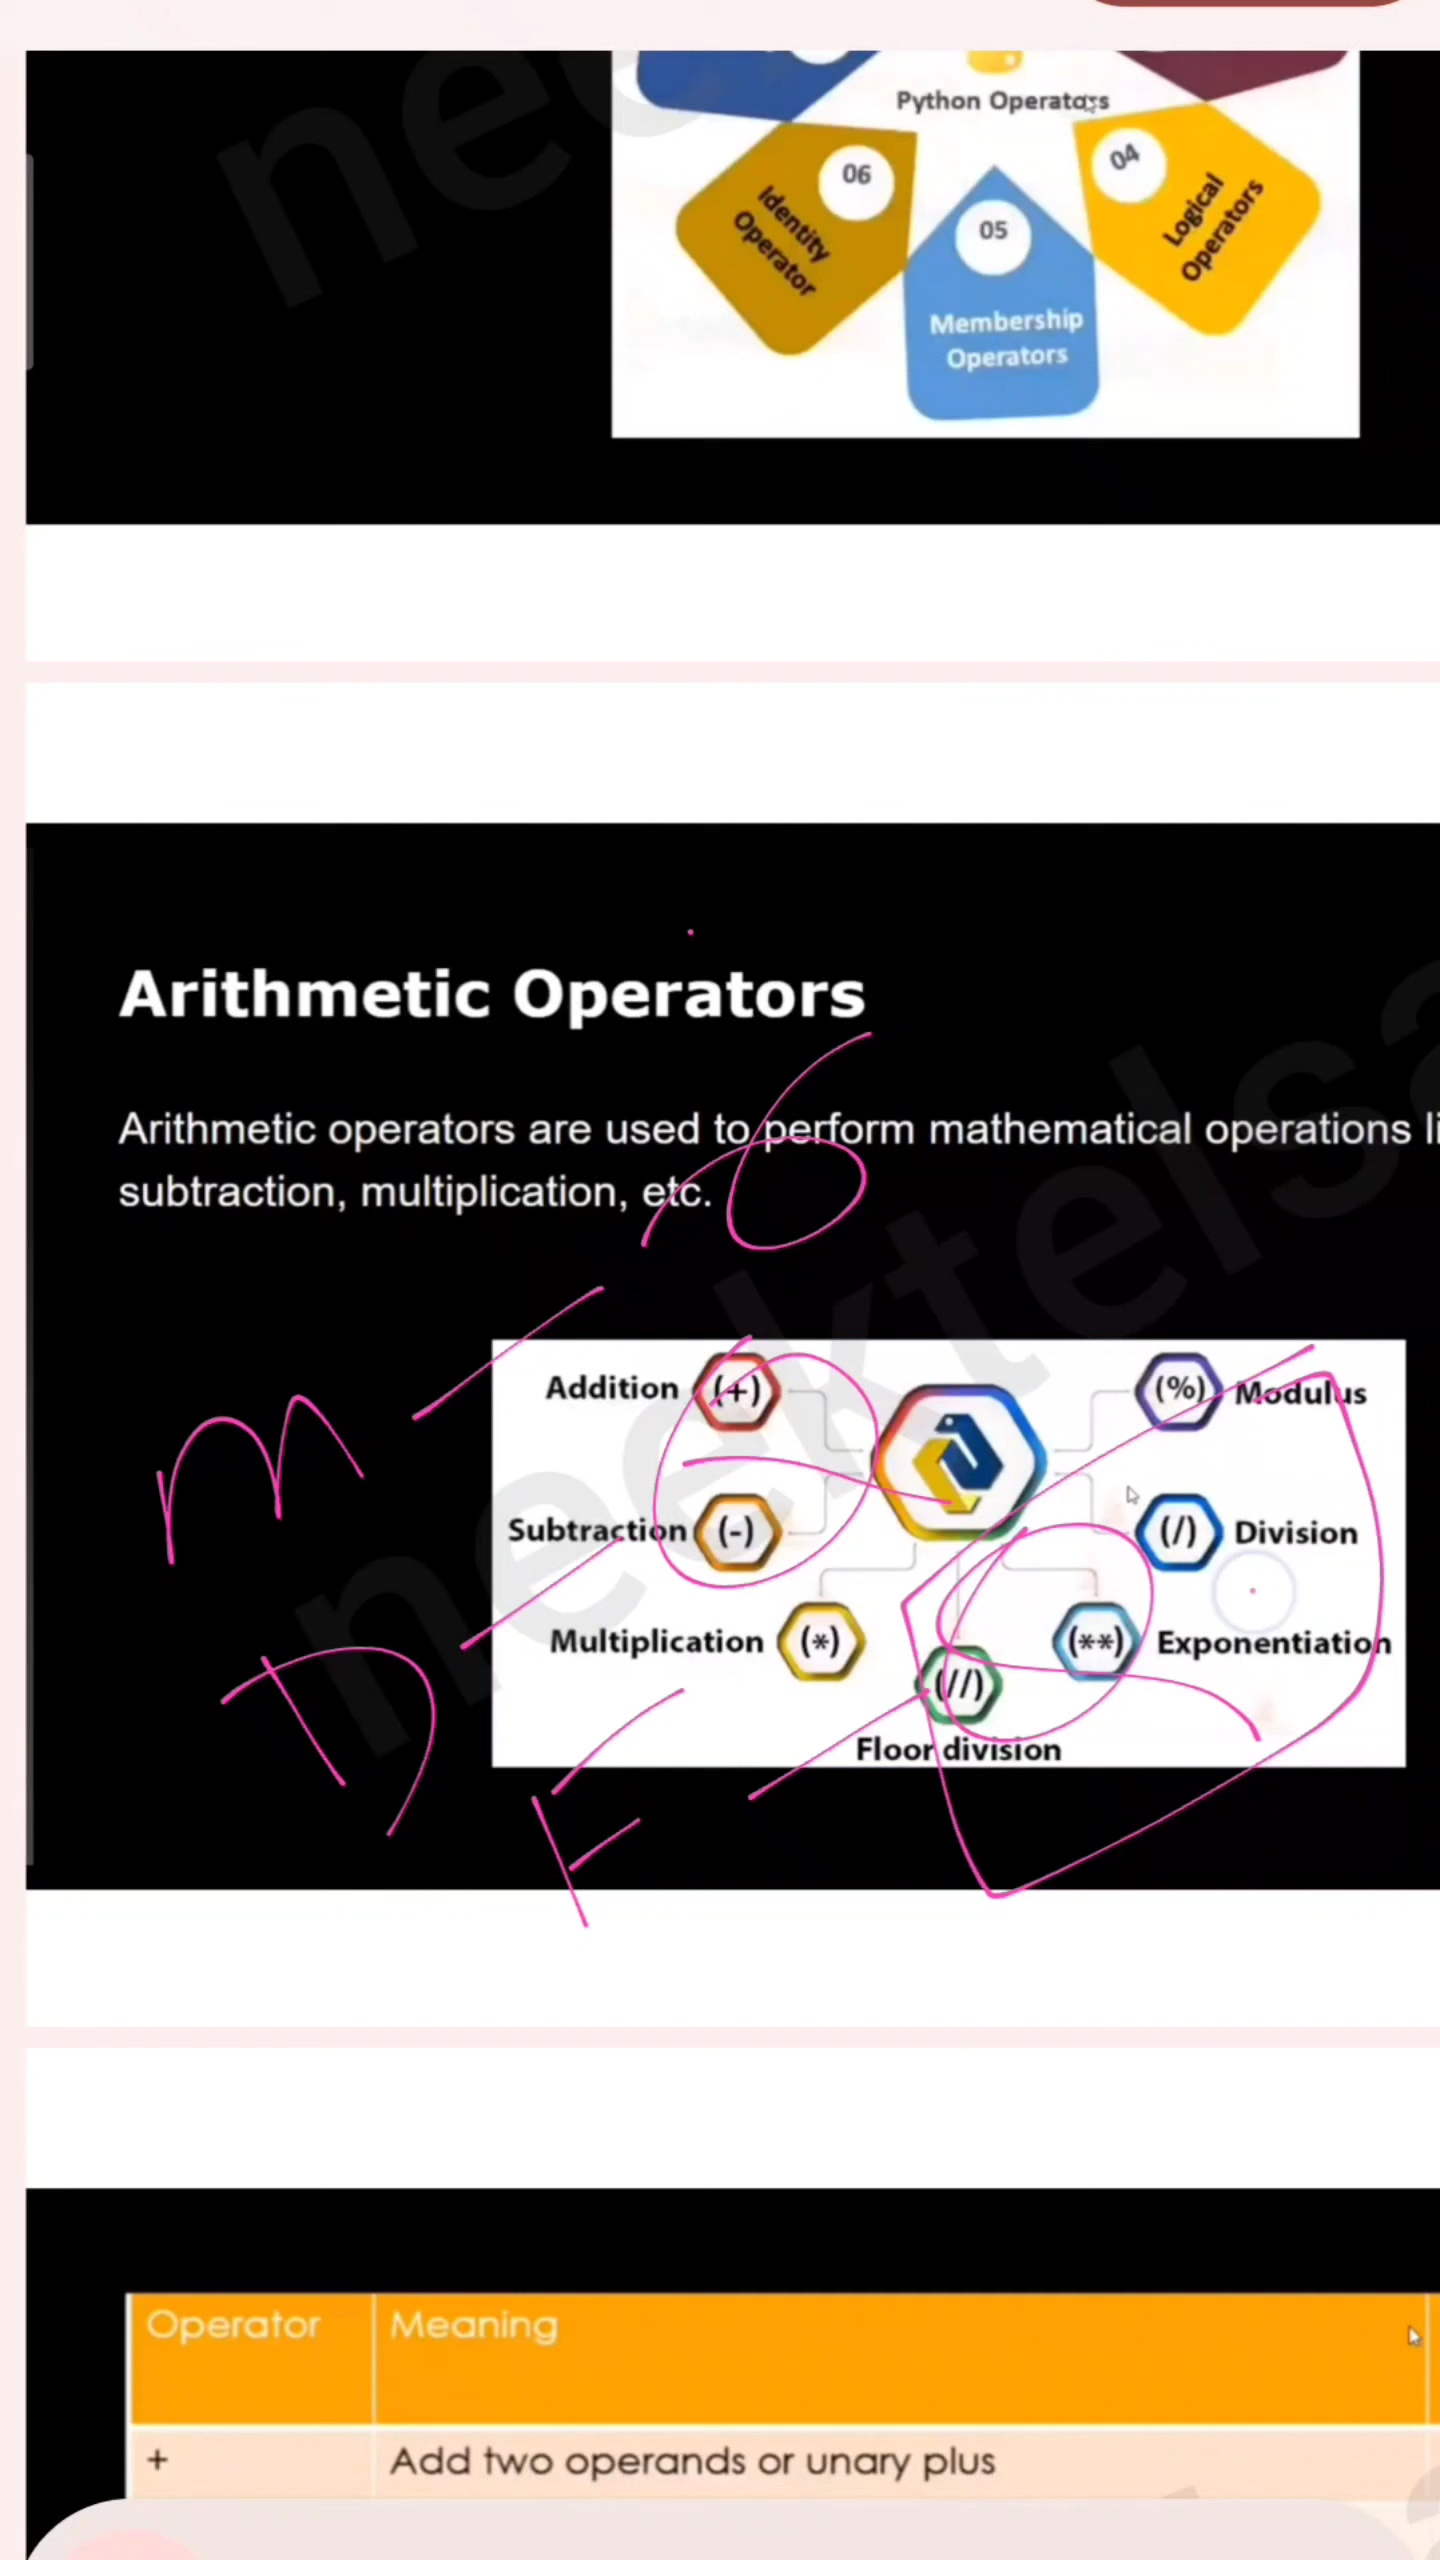 Python Operators
06
Identity
Operator
05
Membership
Operators
04
Logical
Operators
Arithmetic Operators
Arithmetic operators are used to perform mathematical operations li
subtraction, multiplication, etc.
Addition (+)
(%) Modulus
Subtraction (-)
(/) Division
Multiplication (*)
(**) Exponentiation
(//)
Floor division
M
D
F
Operator Meaning
+ Add two operands or unary plus
neektelsa